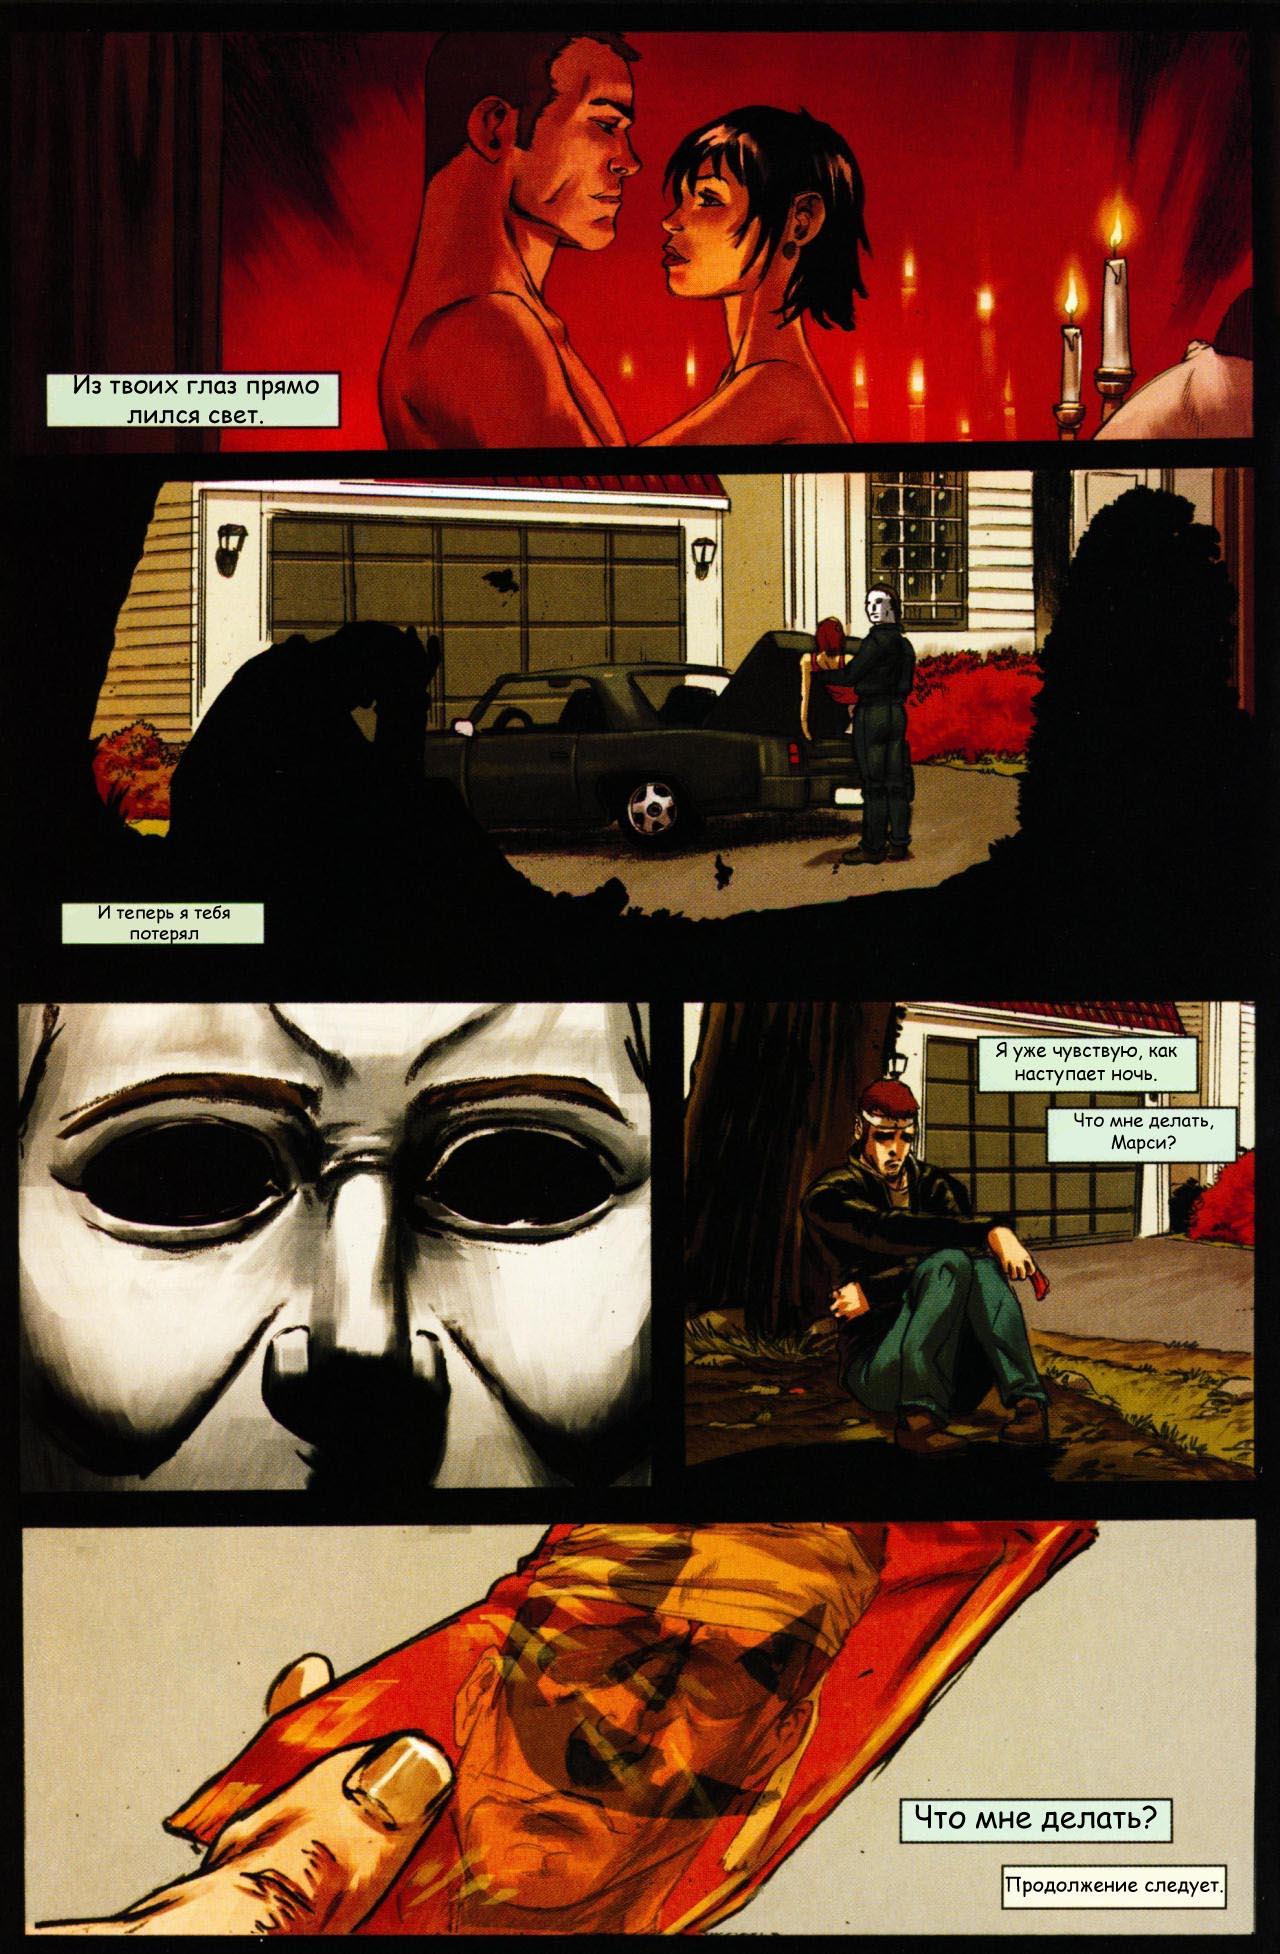 Из твоих глаз прямо
лился свет.
И теперь я тебя
потерял
Я уже чувствую, как
наступает ночь.
Что мне делать,
Марси?
Что мне делать?
Продолжение следует.